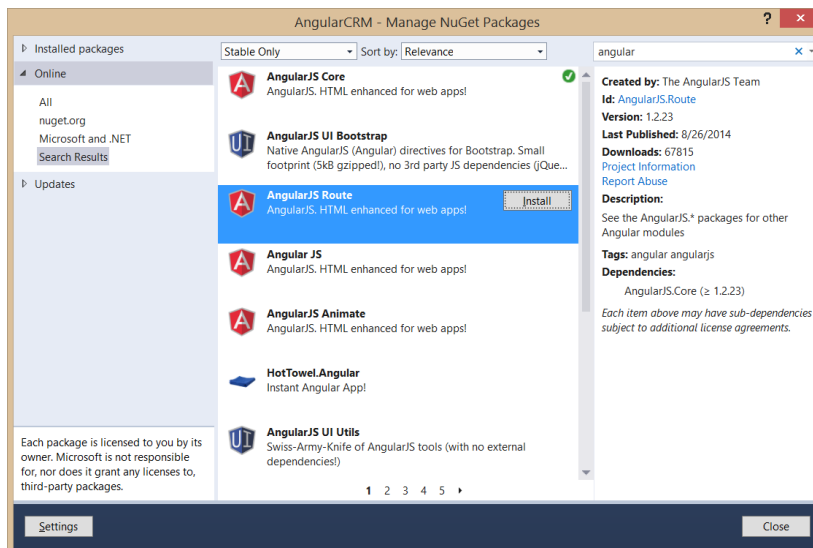 AngularCRM - Manage NuGet Packages
?
Installed packages
Online
All
nuget.org
Microsoft and .NET
Search Results
Updates
Each package is licensed to you by its
owner. Microsoft is not responsible
for, nor does it grant any licenses to,
third-party packages.
Stable Only
Sort by: Relevance
AngularJS Core
AngularJS. HTML enhanced for web apps!
UI
AngularJS UI Bootstrap
Native AngularJS (Angular) directives for Bootstrap. Small
footprint (5kB gzipped!), no 3rd party JS dependencies (jQue...
AngularJS Route
AngularJS. HTML enhanced for web apps!
Install
Angular JS
AngularJS. HTML enhanced for web apps!
AngularJS Animate
AngularJS. HTML enhanced for web apps!
HotTowel.Angular
Instant Angular App!
UI
AngularJS UI Utils
Swiss-Army-Knife of AngularJS tools (with no external
dependencies!)
1 2 3 4 5
angular
Created by: The AngularJS Team
Id: AngularJS.Route
Version: 1.2.23
Last Published: 8/26/2014
Downloads: 67815
Project Information
Report Abuse
Description:
See the AngularJS.* packages for other
Angular modules
Tags: angular angularjs
Dependencies:
AngularJS.Core (≥ 1.2.23)
Each item above may have sub-dependencies
subject to additional license agreements.
Settings
Close